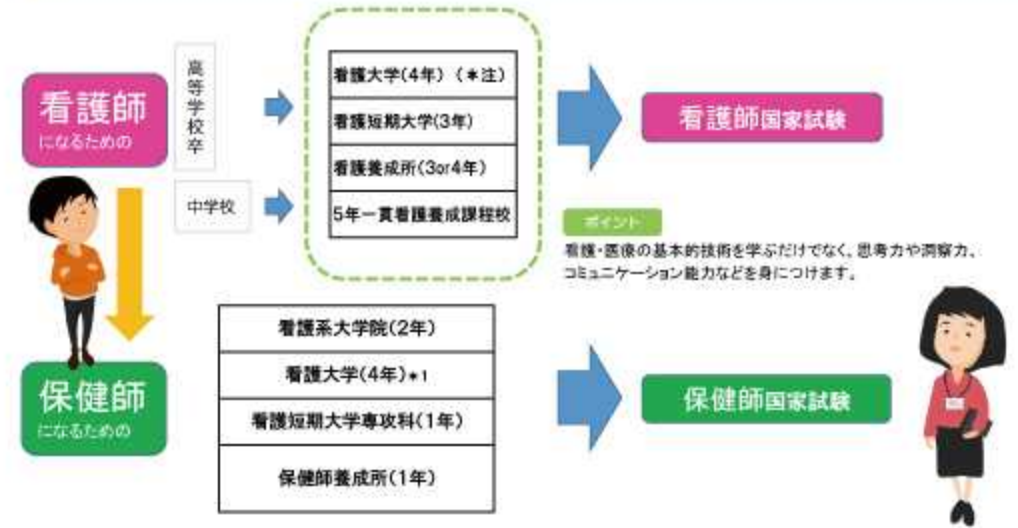 看護師
になるための
高等学校卒
中学校
看護大学(4年) (*注)
看護短期大学(3年)
看護養成所(3or4年)
5年一貫看護養成課程校
看護師国家試験
ポイント
看護・医療の基本的技術を学ぶだけでなく、思考力や洞察力、
コミュニケーション能力などを身につけます。
保健師
になるための
看護系大学院(2年)
看護大学(4年)*1
看護短期大学専攻科(1年)
保健師養成所(1年)
保健師国家試験